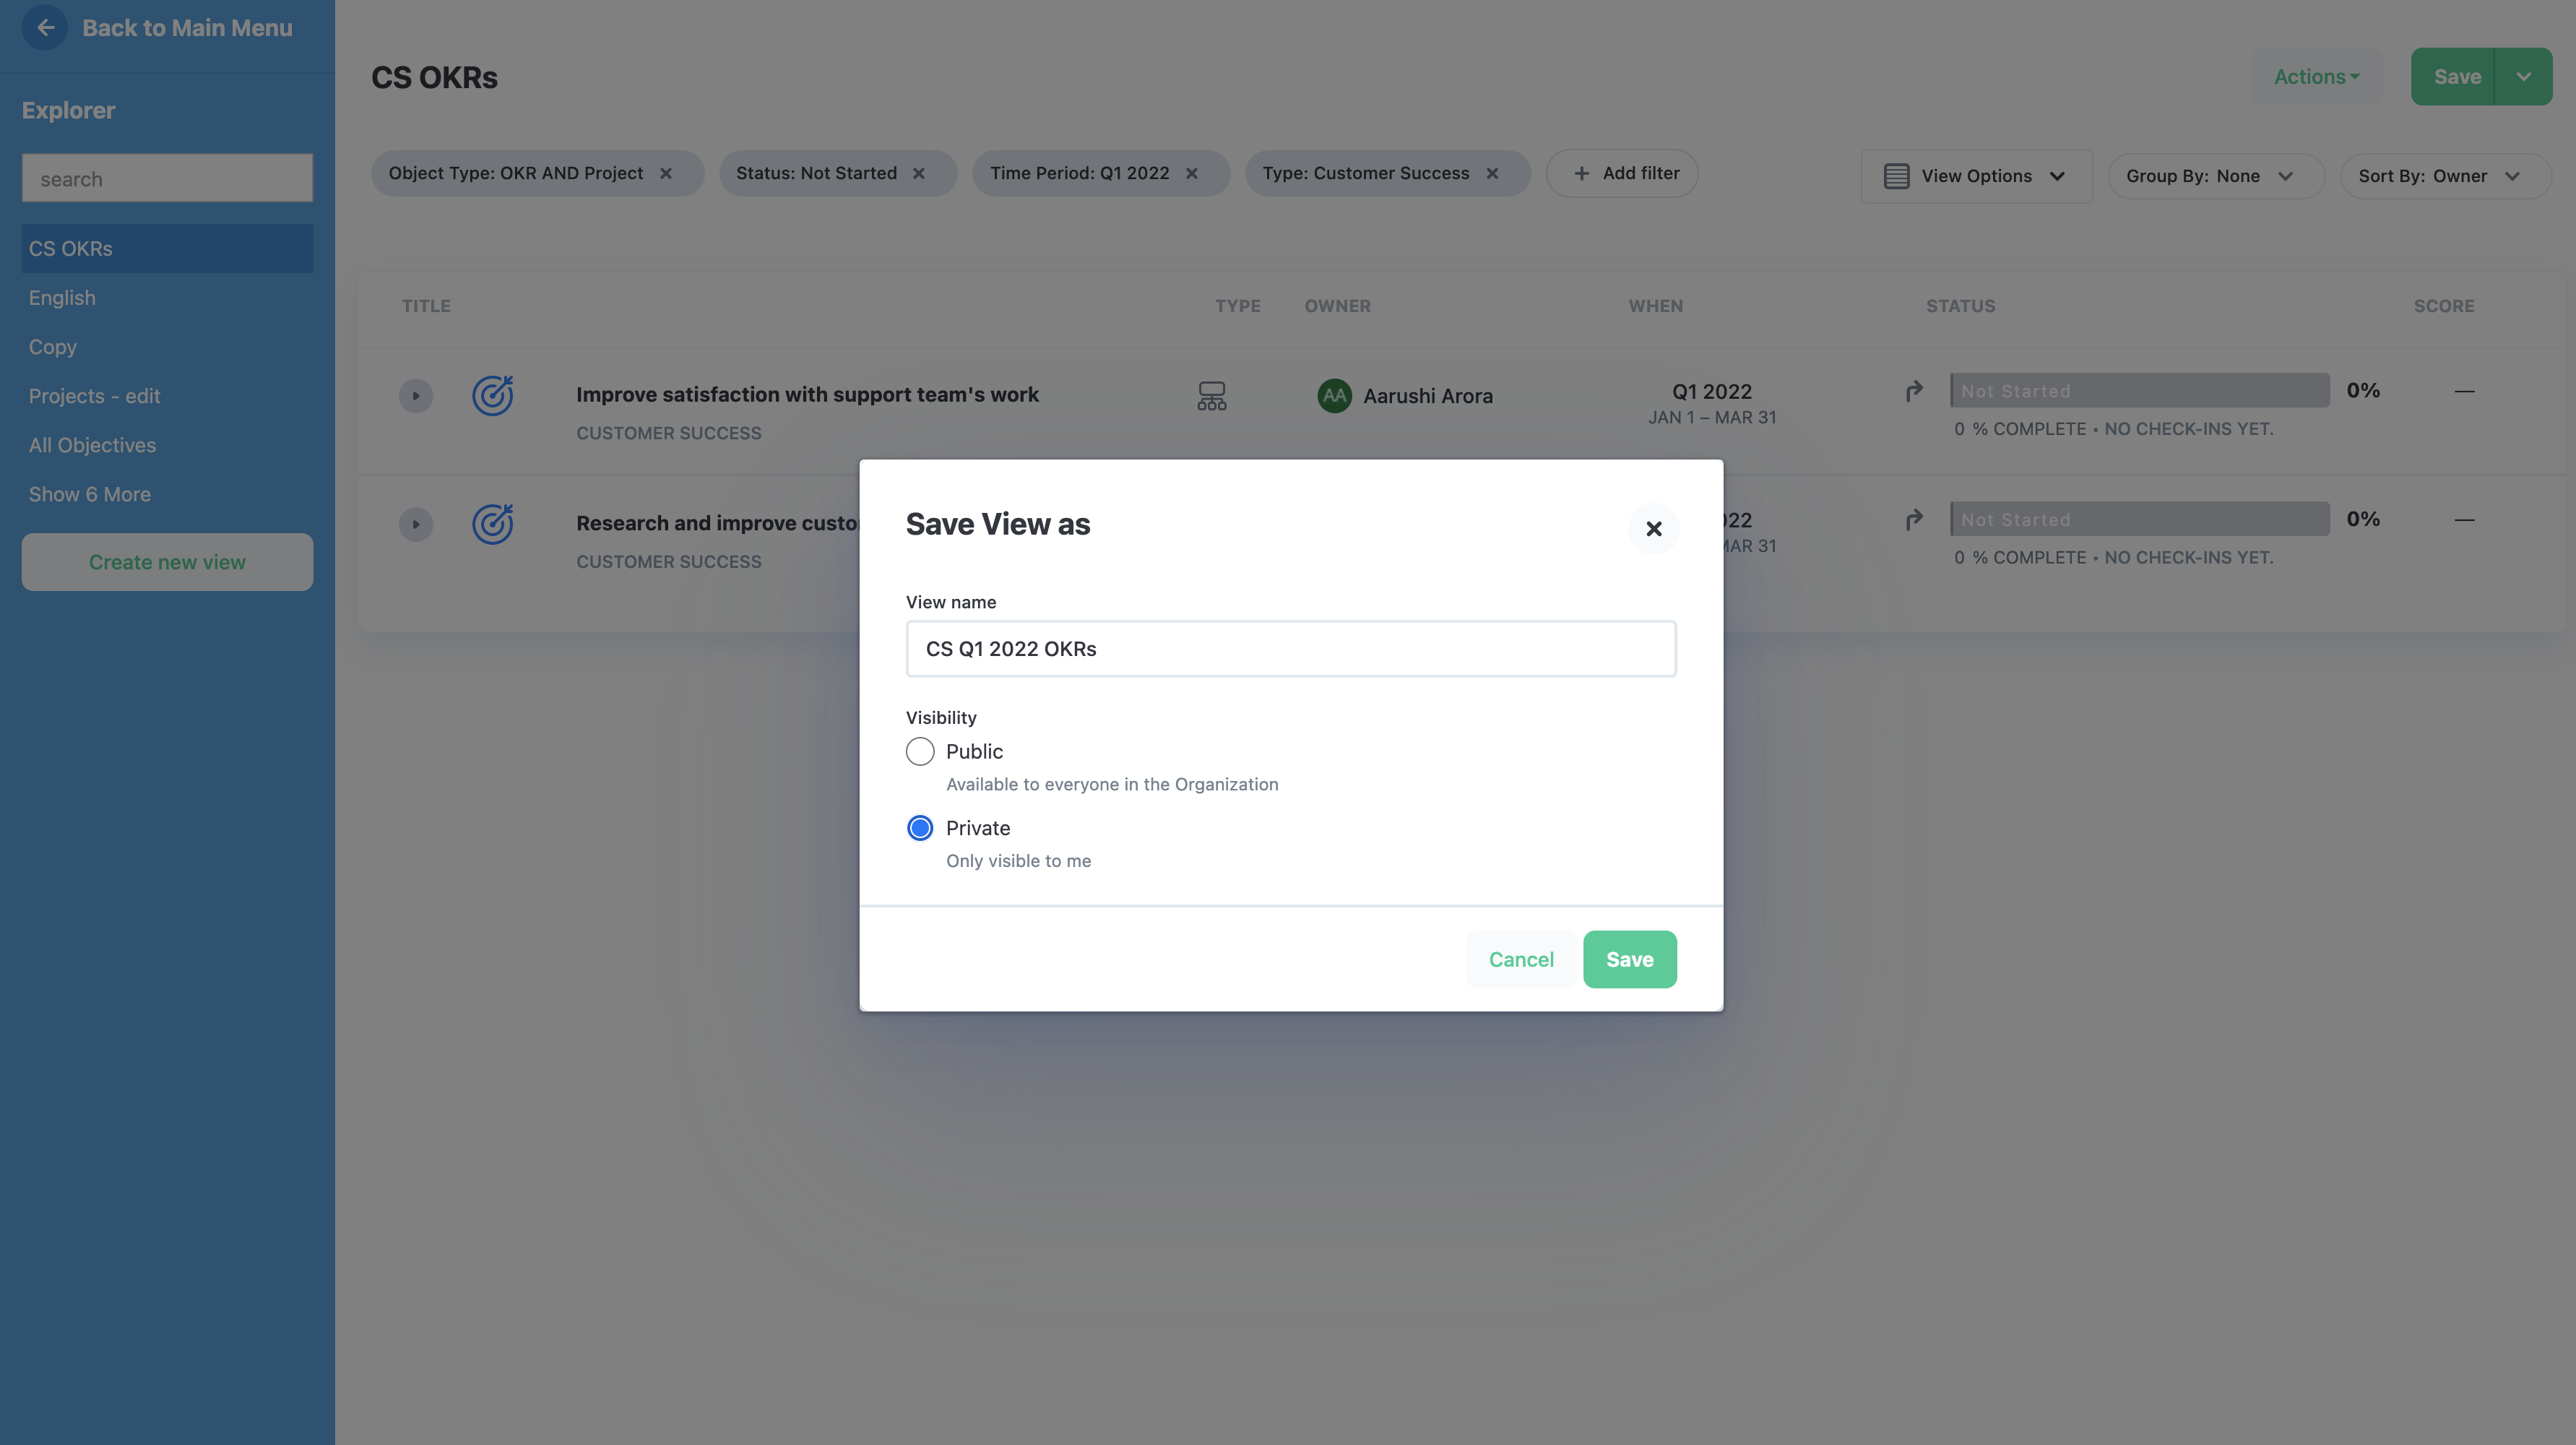 Back to Main Menu
Explorer
search
CS OKRs
English
Copy
Projects - edit
All Objectives
Show 6 More
Create new view
CS OKRs
Actions
Save
Object Type: OKR AND Project
Status: Not Started
Time Period: Q1 2022
Type: Customer Success
+ Add filter
View Options
Group By: None
Sort By: Owner
TITLE TYPE OWNER WHEN STATUS SCORE
Improve satisfaction with support team's work
CUSTOMER SUCCESS
AA Aarushi Arora
Q1 2022
JAN 1 – MAR 31
Not Started 0% —
0 % COMPLETE • NO CHECK-INS YET.
Research and improve
CUSTOMER SUCCESS
MAR 31
Not Started 0% —
0 % COMPLETE • NO CHECK-INS YET.
Save View as
View name
CS Q1 2022 OKRs
Visibility
Public
Available to everyone in the Organization
Private
Only visible to me
Cancel
Save